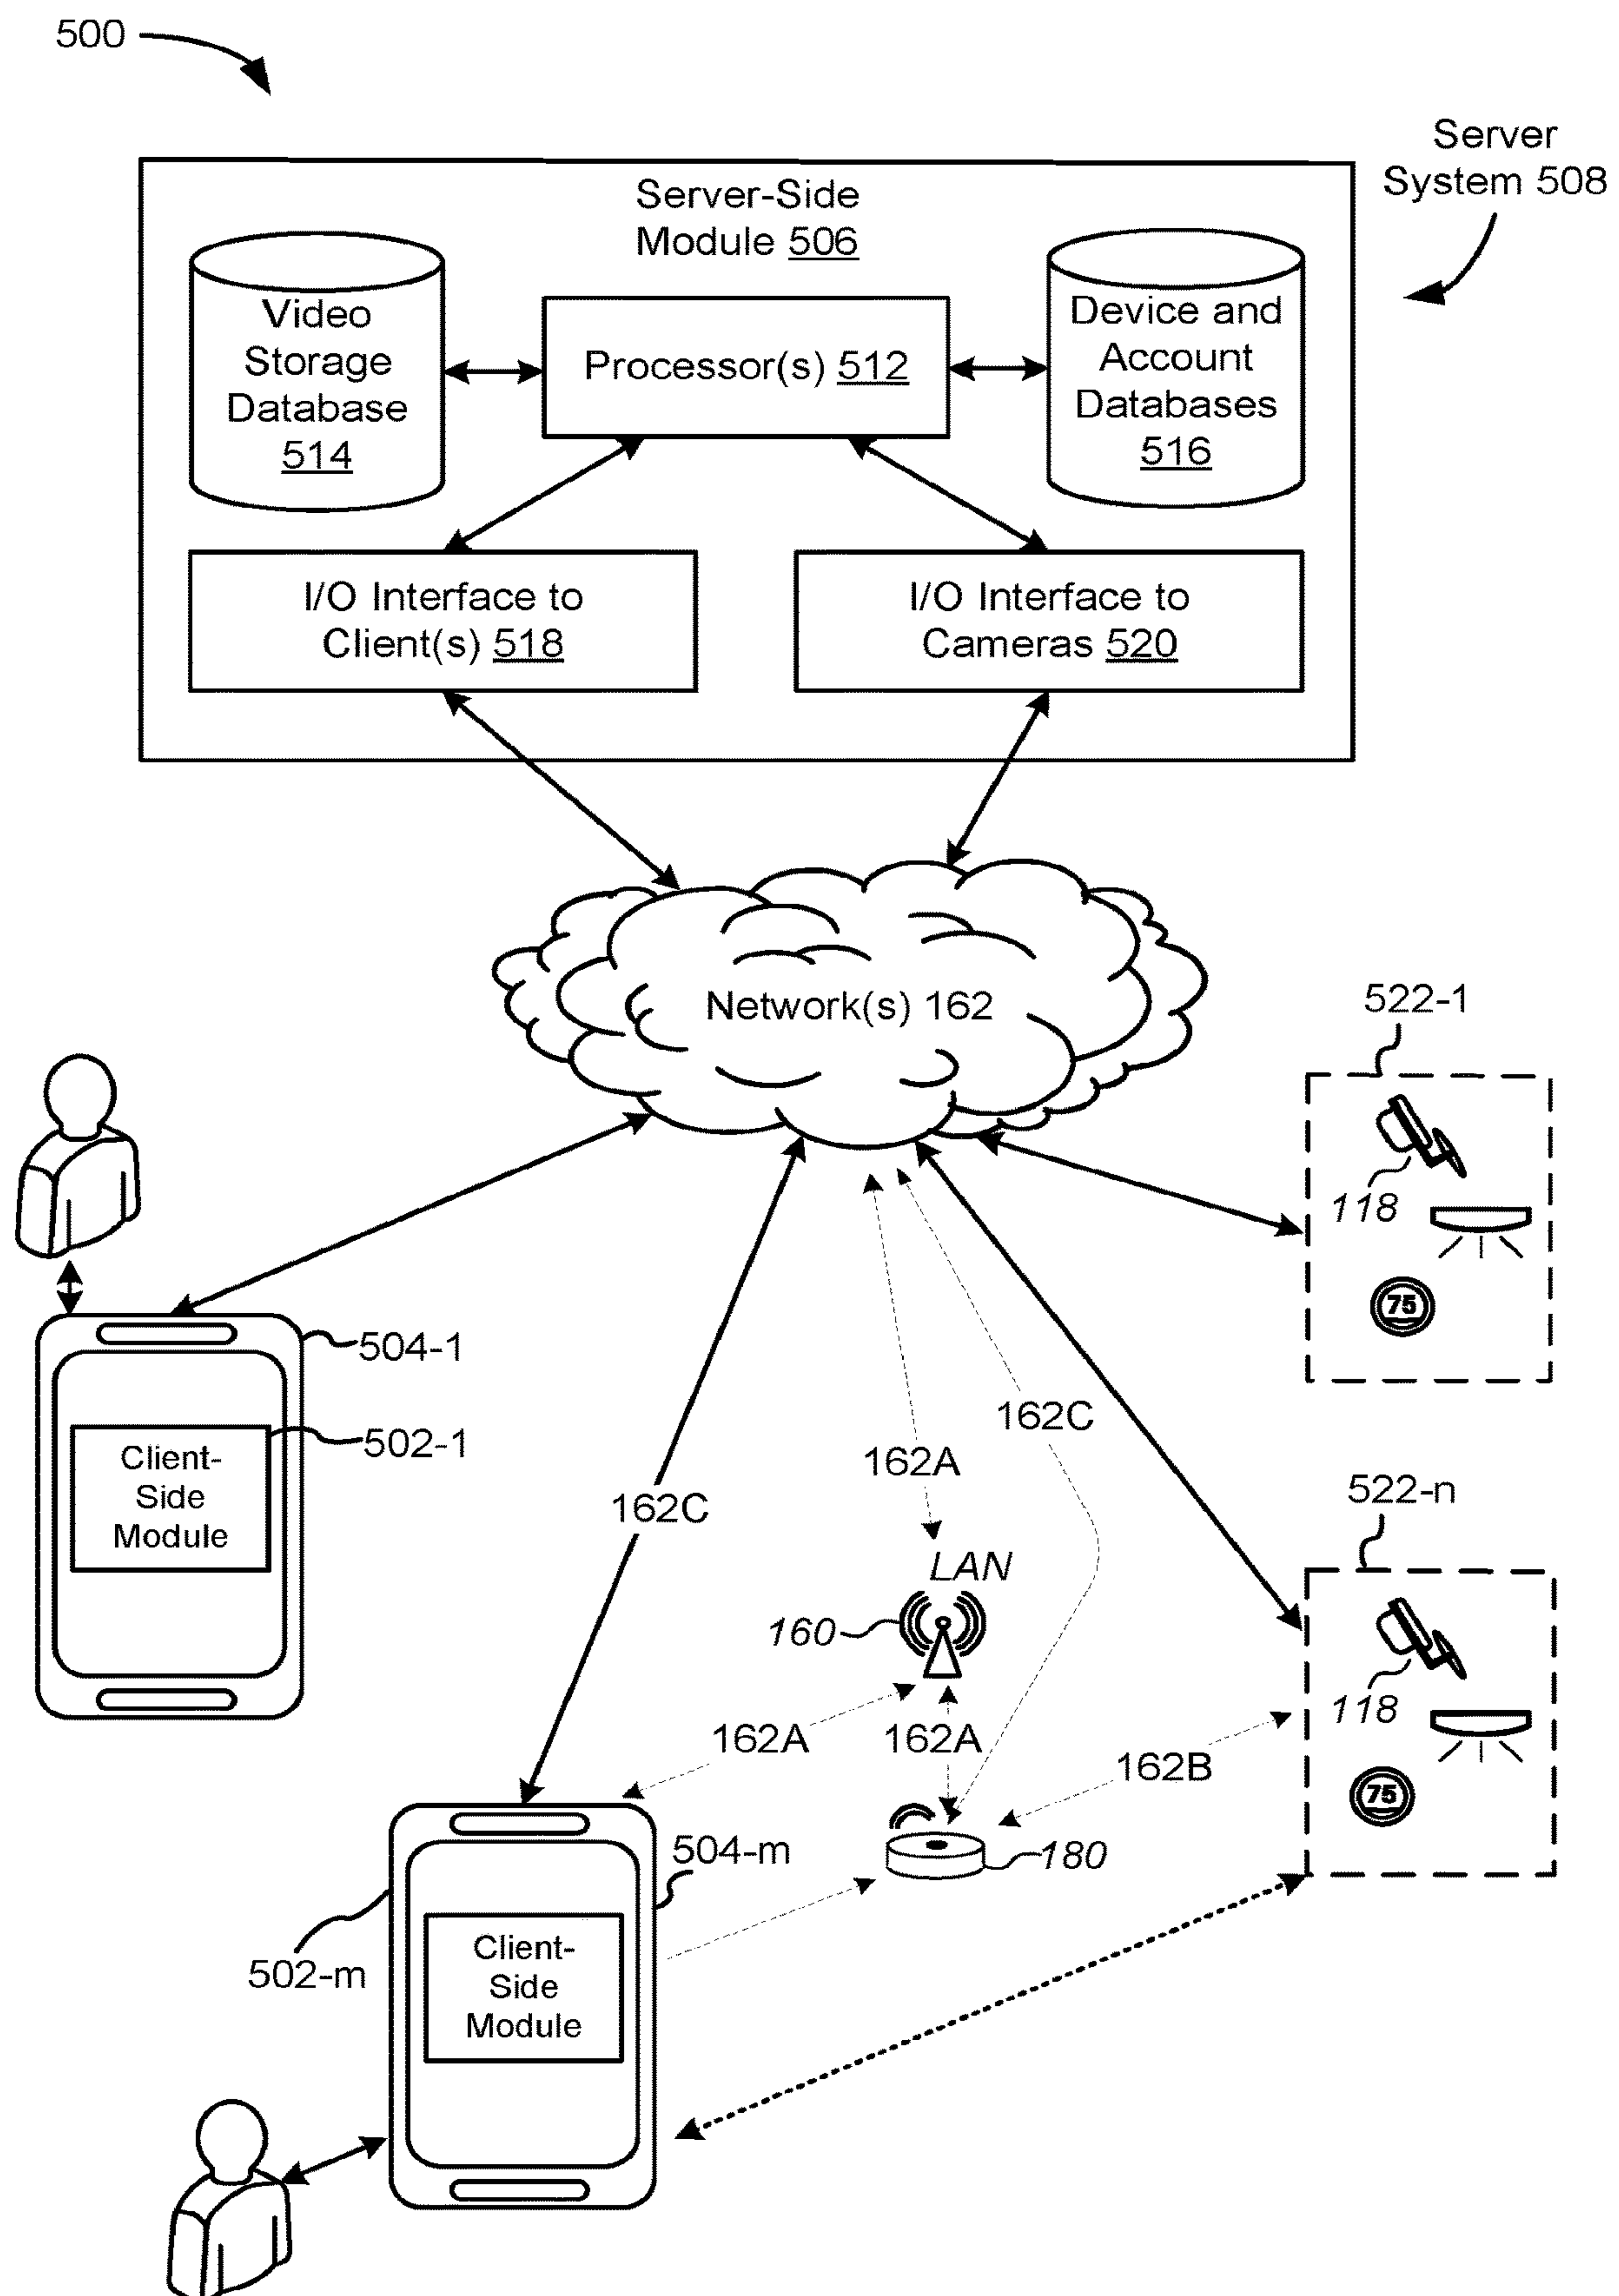 500
Server
System 508
Server-Side
Module 506
Video
Storage
Database
514
Processor(s) 512
Device and
Account
Databases
516
I/O Interface to
Client(s) 518
I/O Interface to
Cameras 520
Network(s) 162
522-1
118
75
504-1
502-1
Client-
Side
Module
162C
162A
162C
LAN
160
162A
162A
162B
522-n
118
75
180
504-m
502-m
Client-
Side
Module